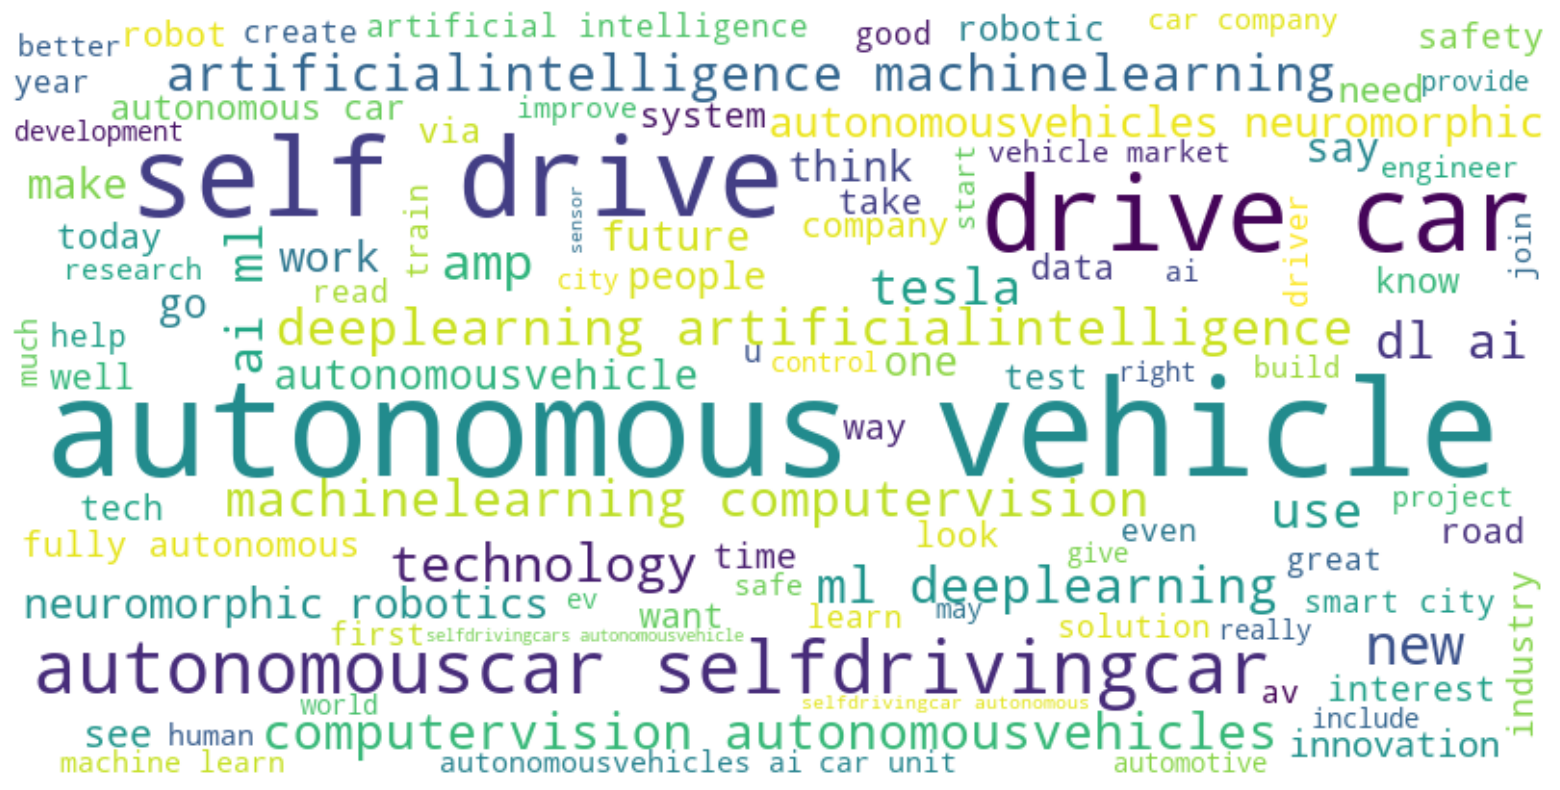 better robot create artificial intelligence good robotic car company safety
year artificialintelligence machinelearning need provide
autonomous car improve system autonomousvehicles neuromorphic
development via say
make self drive think vehicle market engineer
take start drive car
today train sensor future company driver join
research ai ml work amp city people tesla data ai know
go read
much help deeplearning artificialintelligence dl ai
well autonomousvehicle u control one test right build
autonomous vehicle
way
tech machinelearning computervision use project
fully autonomous look even road
technology time give great
safe ml deeplearning
neuromorphic robotics ev want learn may smart city
first selfdrivingcars autonomousvehicle solution really new industry
autonomouscar selfdrivingcar av interest
world selfdrivingcar autonomous include
see human computervision autonomousvehicles innovation
machine learn autonomousvehicles ai car unit automotive